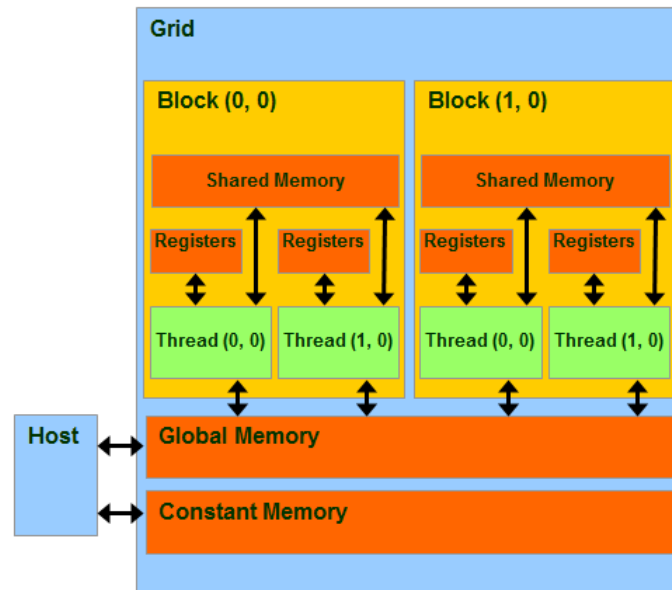 Grid
Block (0, 0)
Block (1, 0)
Shared Memory
Shared Memory
Registers
Registers
Registers
Registers
Thread (0, 0)
Thread (1, 0)
Thread (0, 0)
Thread (1, 0)
Host
Global Memory
Constant Memory